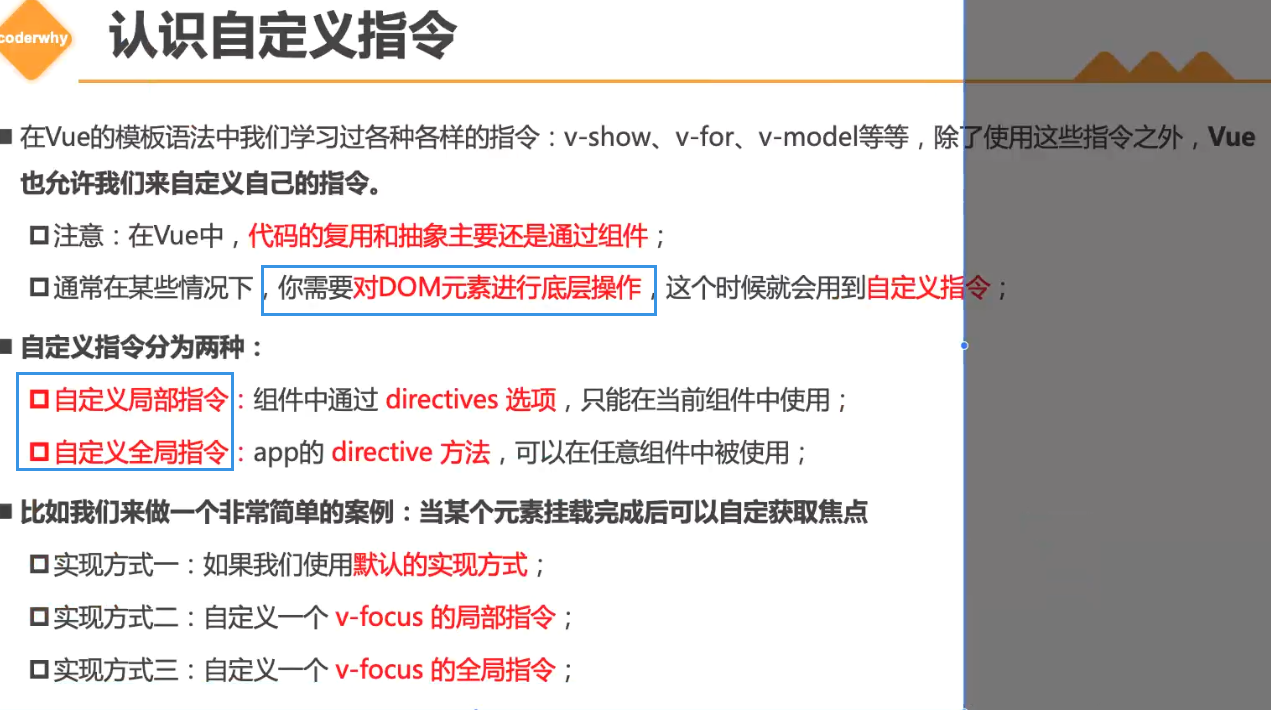 coderwhy
认识自定义指令
在Vue的模板语法中我们学习过各种各样的指令：v-show、v-for、v-model等等，除了使用这些指令之外，Vue
也允许我们来自定义自己的指令。
注意：在Vue中，代码的复用和抽象主要还是通过组件；
通常在某些情况下，你需要对DOM元素进行底层操作，这个时候就会用到自定义指令；
自定义指令分为两种：
自定义局部指令：组件中通过 directives 选项，只能在当前组件中使用；
自定义全局指令：app的 directive 方法，可以在任意组件中被使用；
比如我们来做一个非常简单的案例：当某个元素挂载完成后可以自定获取焦点
实现方式一：如果我们使用默认的实现方式；
实现方式二：自定义一个 v-focus 的局部指令；
实现方式三：自定义一个 v-focus 的全局指令；